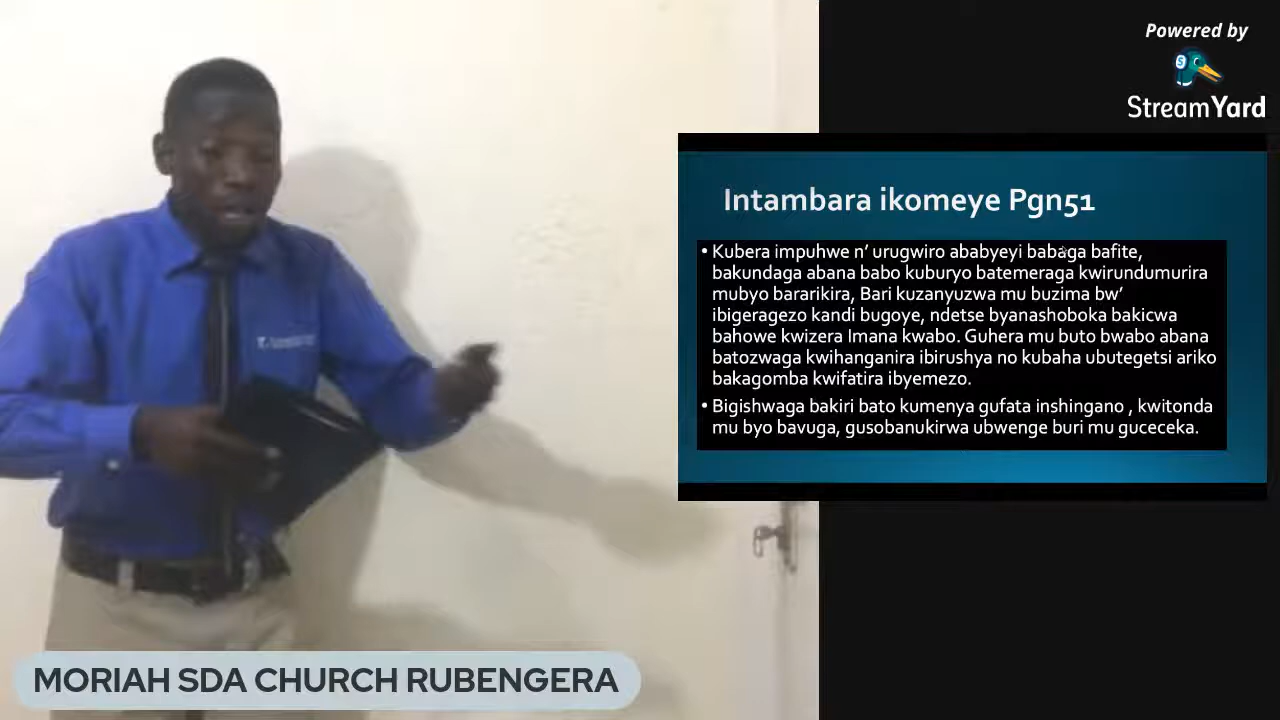 Powered by
StreamYard
Intambara ikomeye Pgn51
• Kubera impuhwe n' urugwiro ababyeyi babaga bafite,
bakundaga abana babo kuburyo batemeraga kwirundumurira
mubyo bararikira, Bari kuzanyuzwa mu buzima bw'
ibigeragezo kandi bugoye, ndetse byanashoboka bakicwa
bahowe kwizera Imana kwabo. Guhera mu buto bwabo abana
batozwaga kwihanganira ibirushya no kubaha ubutegetsi ariko
bakagomba kwifatira ibyemezo.
• Bigishwaga bakiri bato kumenya gufata inshingano , kwitonda
mu byo bavuga, gusobanukirwa ubwenge buri mu guceceka.
MORIAH SDA CHURCH RUBENGERA